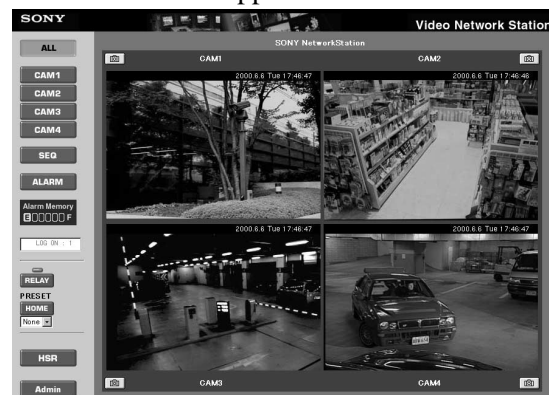 SONY
Video Network Station
ALL
SONY NetworkStation
CAM1
CAM2
2000.6.6 Tue 17:46:47
2000.6.6 Tue 17:46:46
CAM1
CAM2
CAM3
CAM4
SEQ
ALARM
Alarm Memory
E F
LOG ON : 1
2000.6.6 Tue 17:46:47
2000.6.6 Tue 17:46:47
RELAY
PRESET
HOME
None
HSR
Admin
CAM3
CAM4